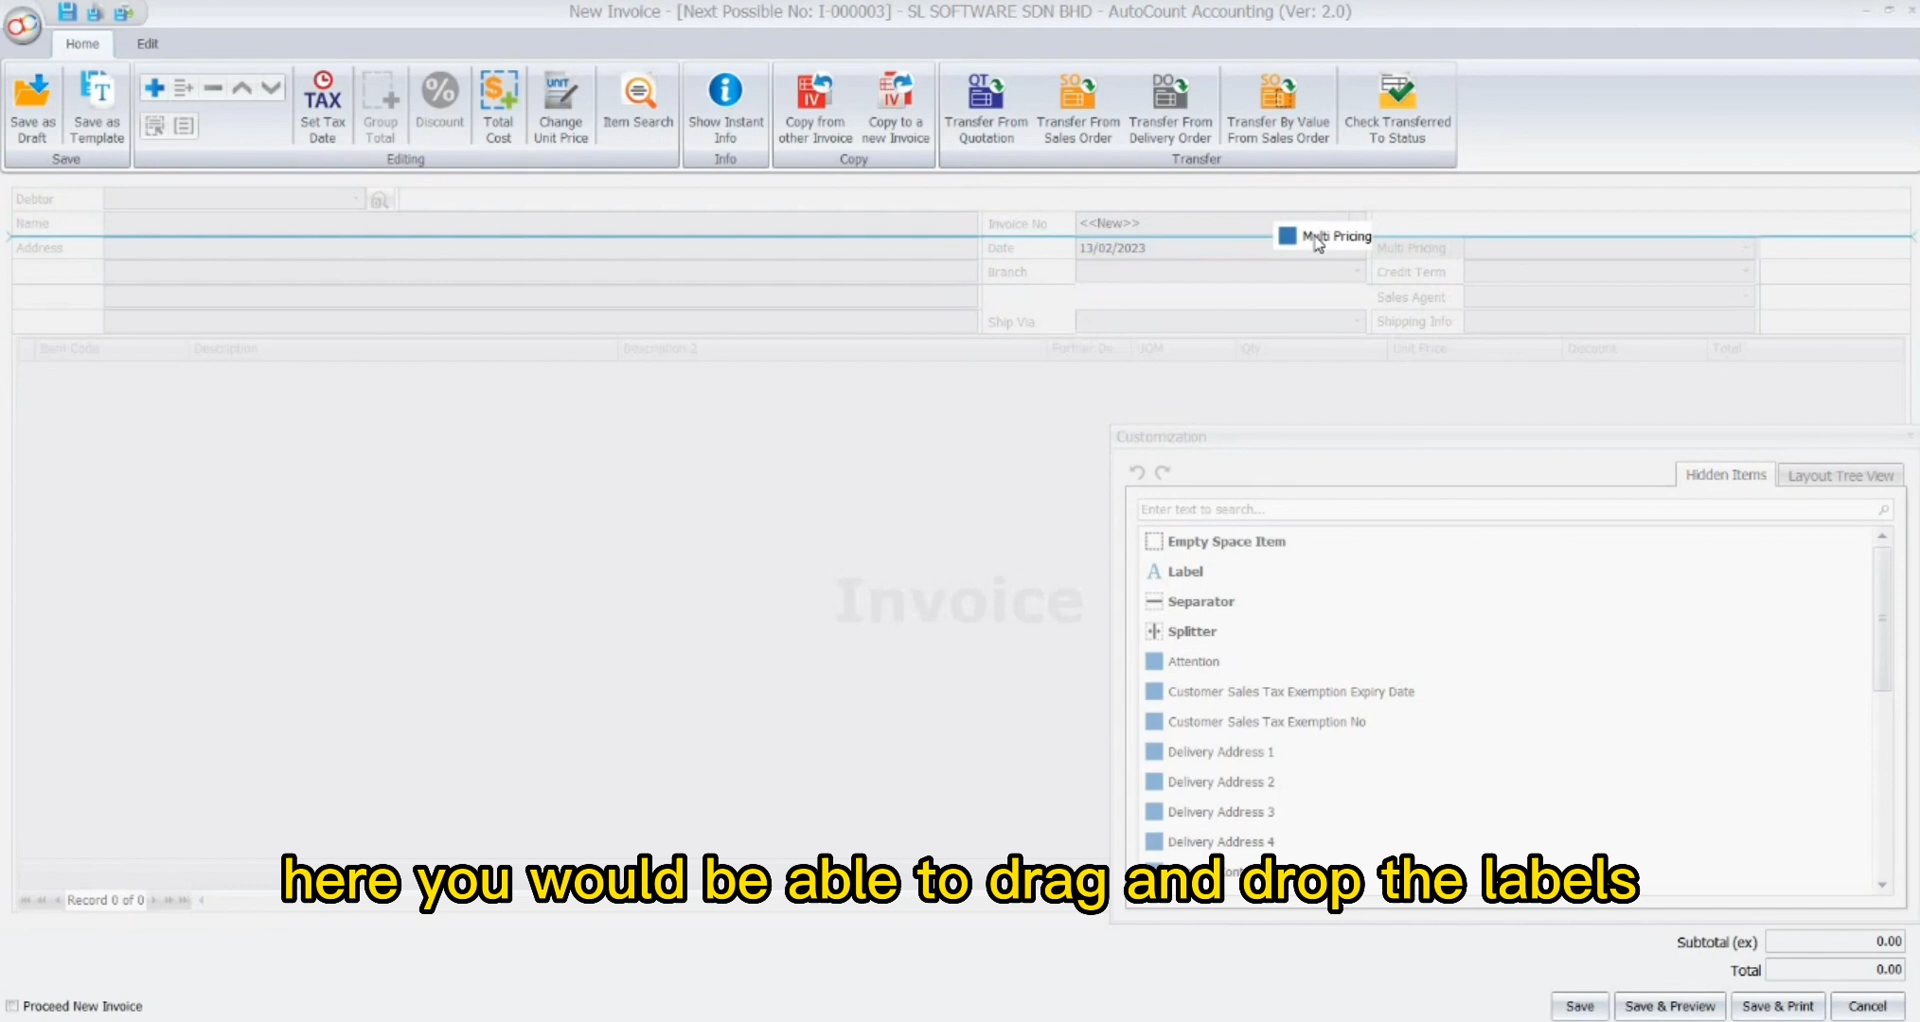 New Invoice - [Next Possible No: I-000003] - SL SOFTWARE SDN BHD - AutoCount Accounting (Ver: 2.0)
Home Edit
Save as Draft
Save as Template
TAX Set Tax Date
Group Total
Discount
Total Cost
UNIT Change Unit Price
Item Search
Show Instant Info
IV Copy from other Invoice
IV Copy to a new Invoice
QT Transfer From Quotation
SO Transfer From Sales Order
DO Transfer From Delivery Order
SO Transfer By Value From Sales Order
Check Transferred To Status
Save Editing Info Copy Transfer
Debtor
Name Invoice No <<New>> Multi Pricing
Address Date 13/02/2023 Multi Pricing
Branch Credit Term
Sales Agent
Ship Via Shipping Info
Item Code Description Description 2 Further De... UOM Qty Unit Price Discount Total
Customization
Hidden Items Layout Tree View
Enter text to search...
Empty Space Item
Label
Separator
Splitter
Attention
Customer Sales Tax Exemption Expiry Date
Customer Sales Tax Exemption No
Invoice
Delivery Address 1
Delivery Address 2
Delivery Address 3
Delivery Address 4
here you would be able to drag and drop the labels
Record 0 of 0
Subtotal (ex) 0.00
Total 0.00
Proceed New Invoice
Save Save & Preview Save & Print Cancel